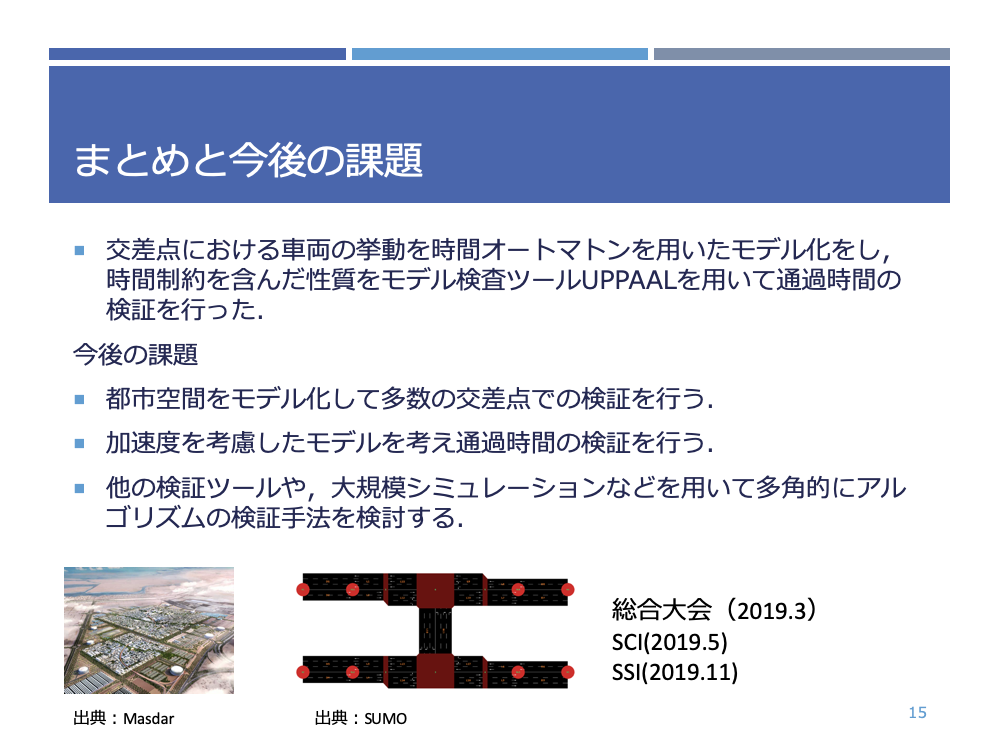 まとめと今後の課題
交差点における車両の挙動を時間オートマトンを用いたモデル化をし，
時間制約を含んだ性質をモデル検査ツールUPPAALを用いて通過時間の
検証を行った．
今後の課題
都市空間をモデル化して多数の交差点での検証を行う．
加速度を考慮したモデルを考え通過時間の検証を行う．
他の検証ツールや，大規模シミュレーションなどを用いて多角的にアル
ゴリズムの検証手法を検討する．
総合大会（2019.3）
SCI(2019.5)
SSI(2019.11)
出典：Masdar
出典：SUMO
15